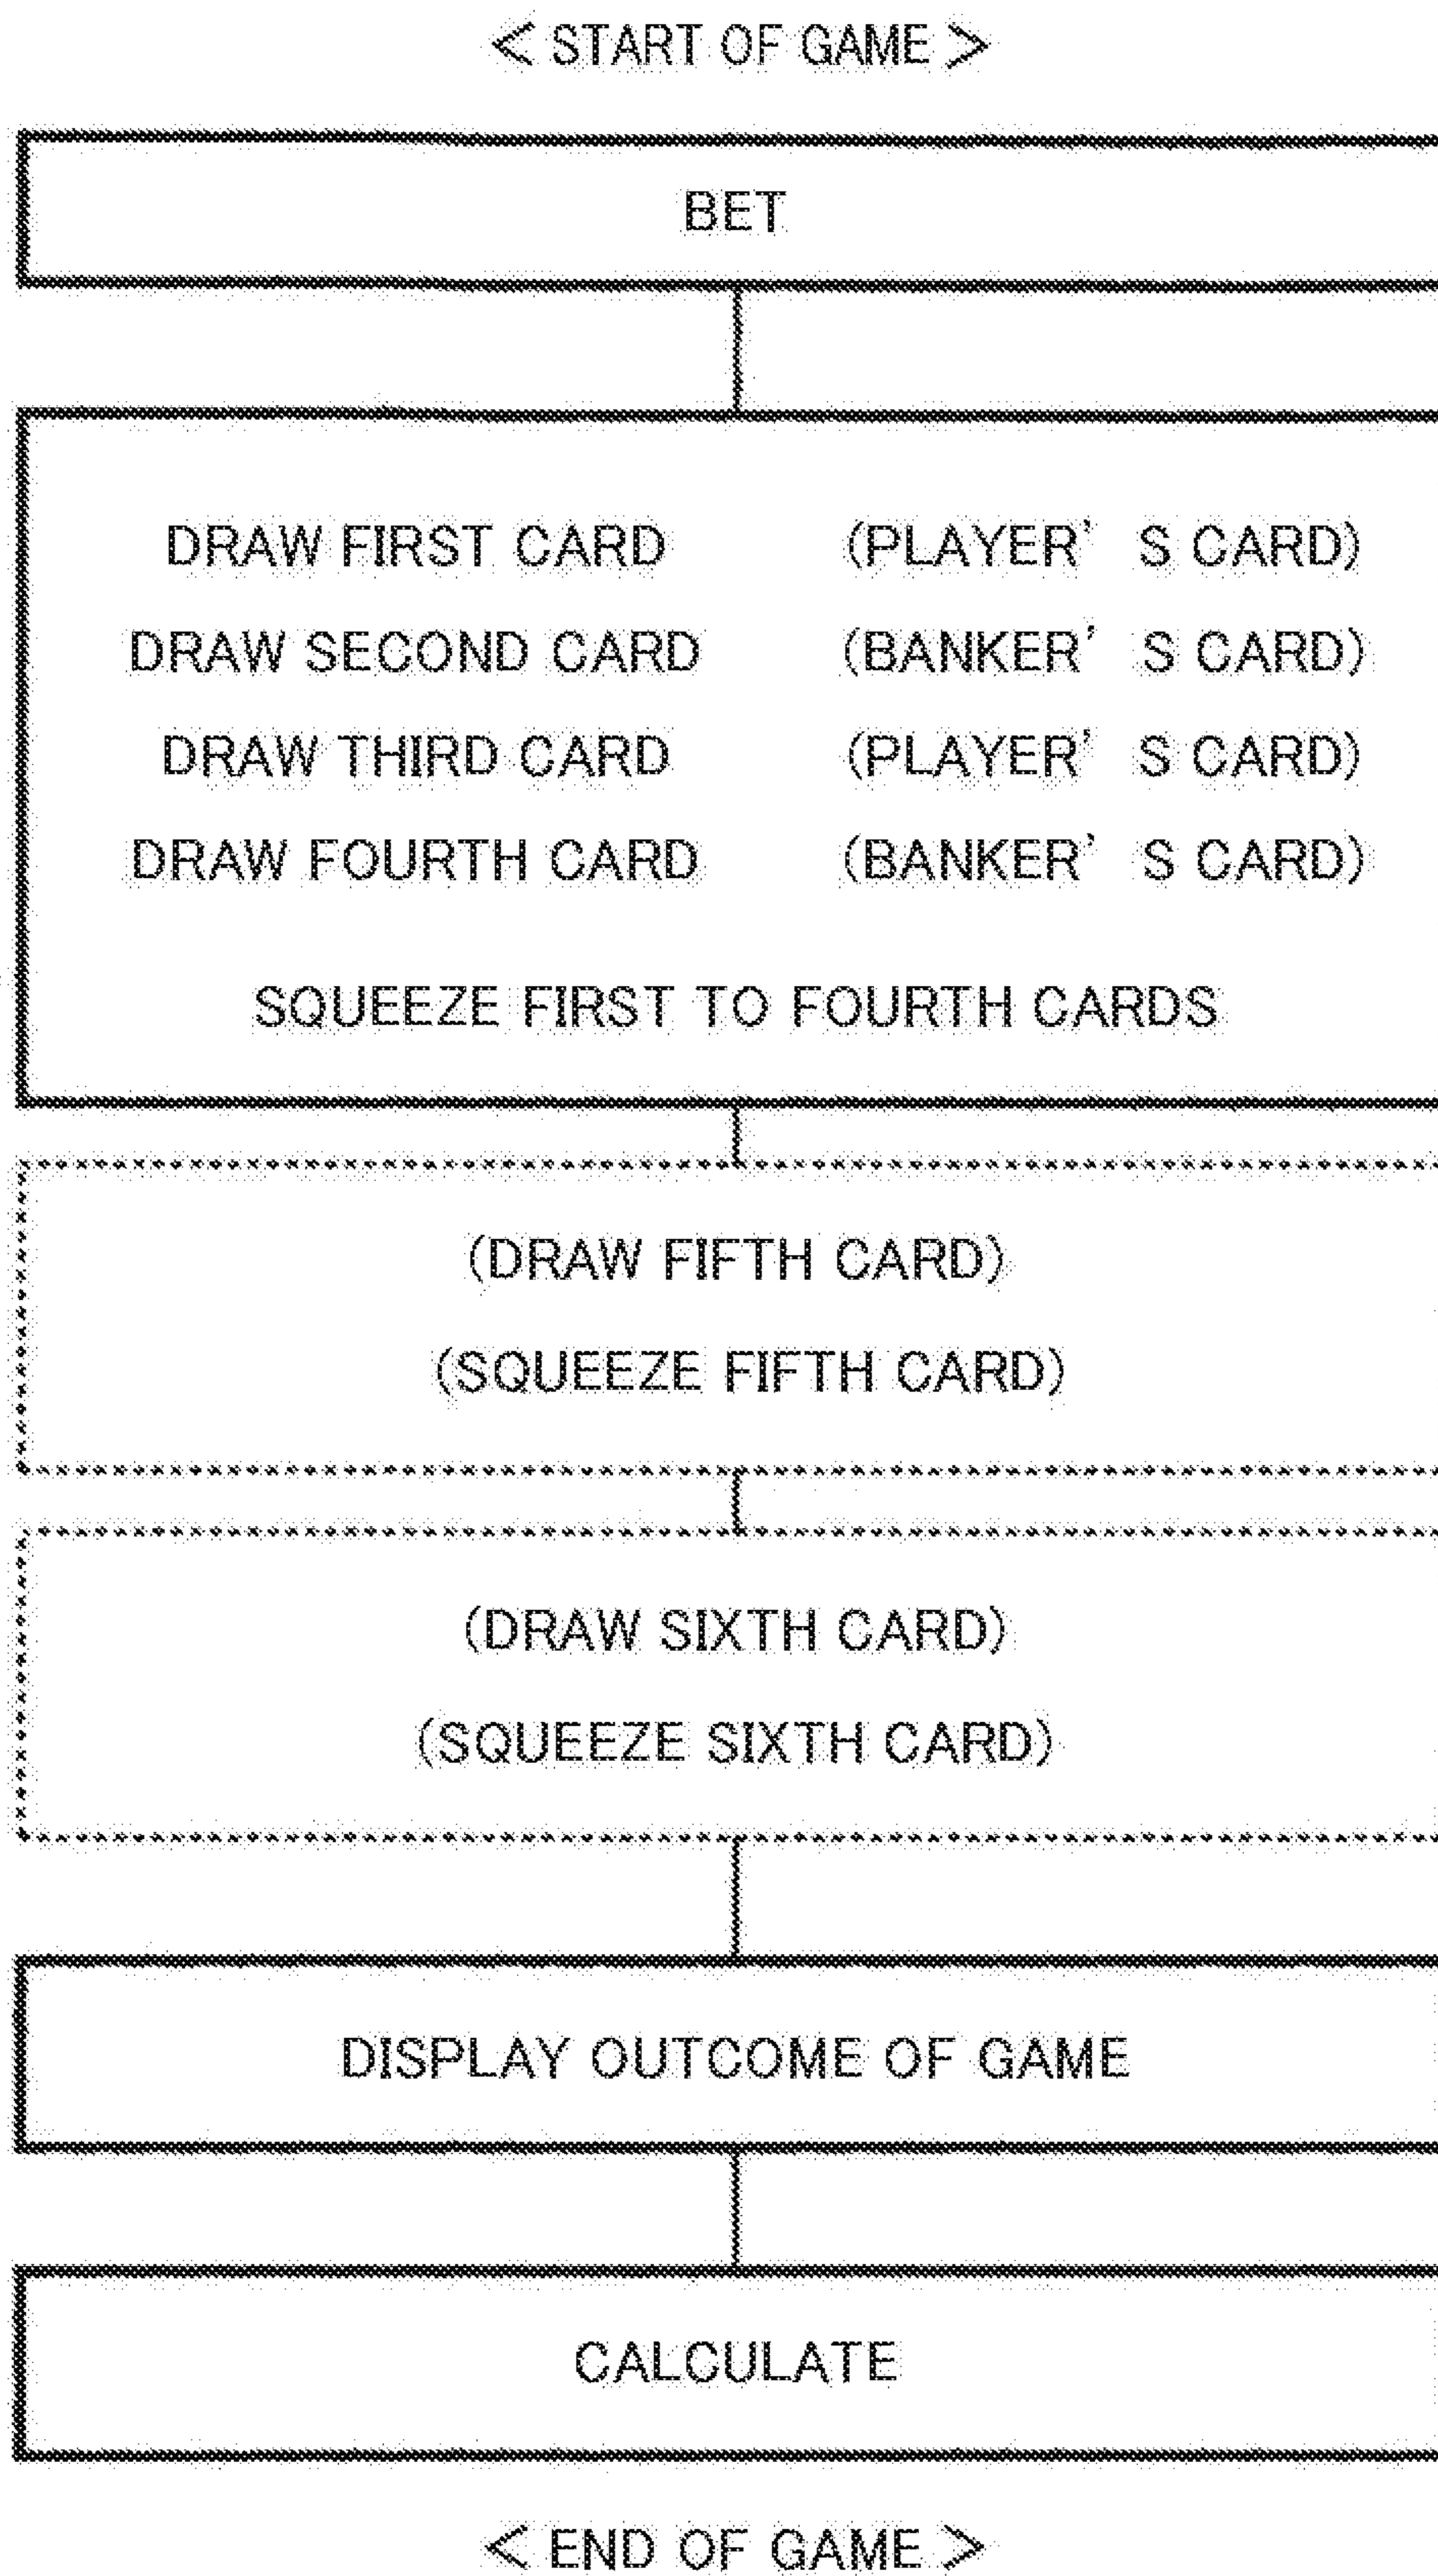 < START OF GAME >
BET
DRAW FIRST CARD (PLAYER' S CARD)
DRAW SECOND CARD (BANKER' S CARD)
DRAW THIRD CARD (PLAYER' S CARD)
DRAW FOURTH CARD (BANKER' S CARD)
SQUEEZE FIRST TO FOURTH CARDS
(DRAW FIFTH CARD)
(SQUEEZE FIFTH CARD)
(DRAW SIXTH CARD)
(SQUEEZE SIXTH CARD)
DISPLAY OUTCOME OF GAME
CALCULATE
< END OF GAME >